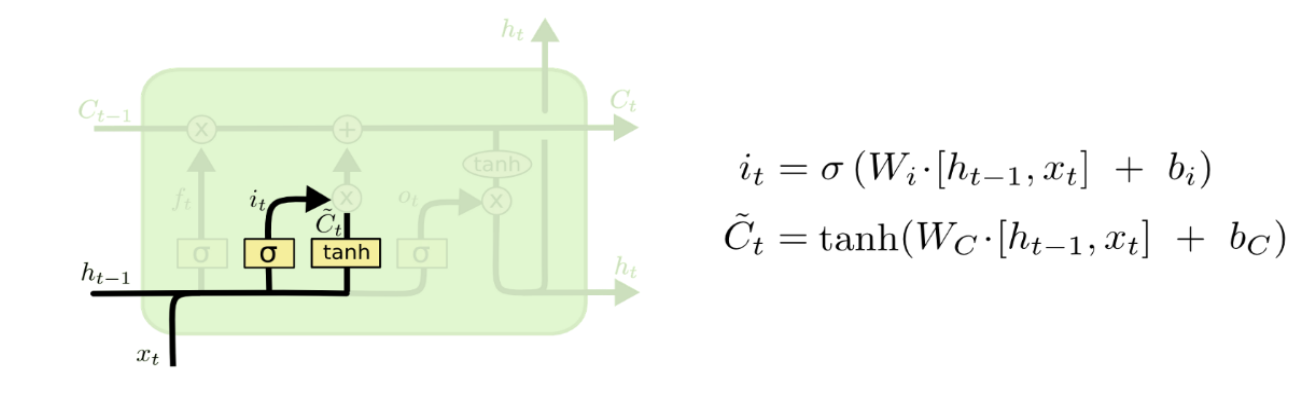 h_t
C_{t-1}
C_t
x
+
tanh
f_t
i_t
x
o_t
x
C̃_t
σ
σ
tanh
σ
h_{t-1}
h_t
x_t
i_t = σ (W_i·[h_{t-1}, x_t] + b_i)
C̃_t = tanh(W_C·[h_{t-1}, x_t] + b_C)